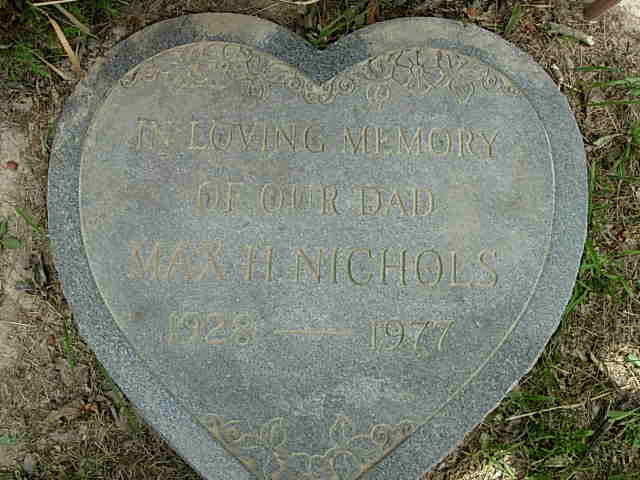 IN LOVING MEMORY
OF OUR DAD
MAX H NICHOLS
1928 — 1977